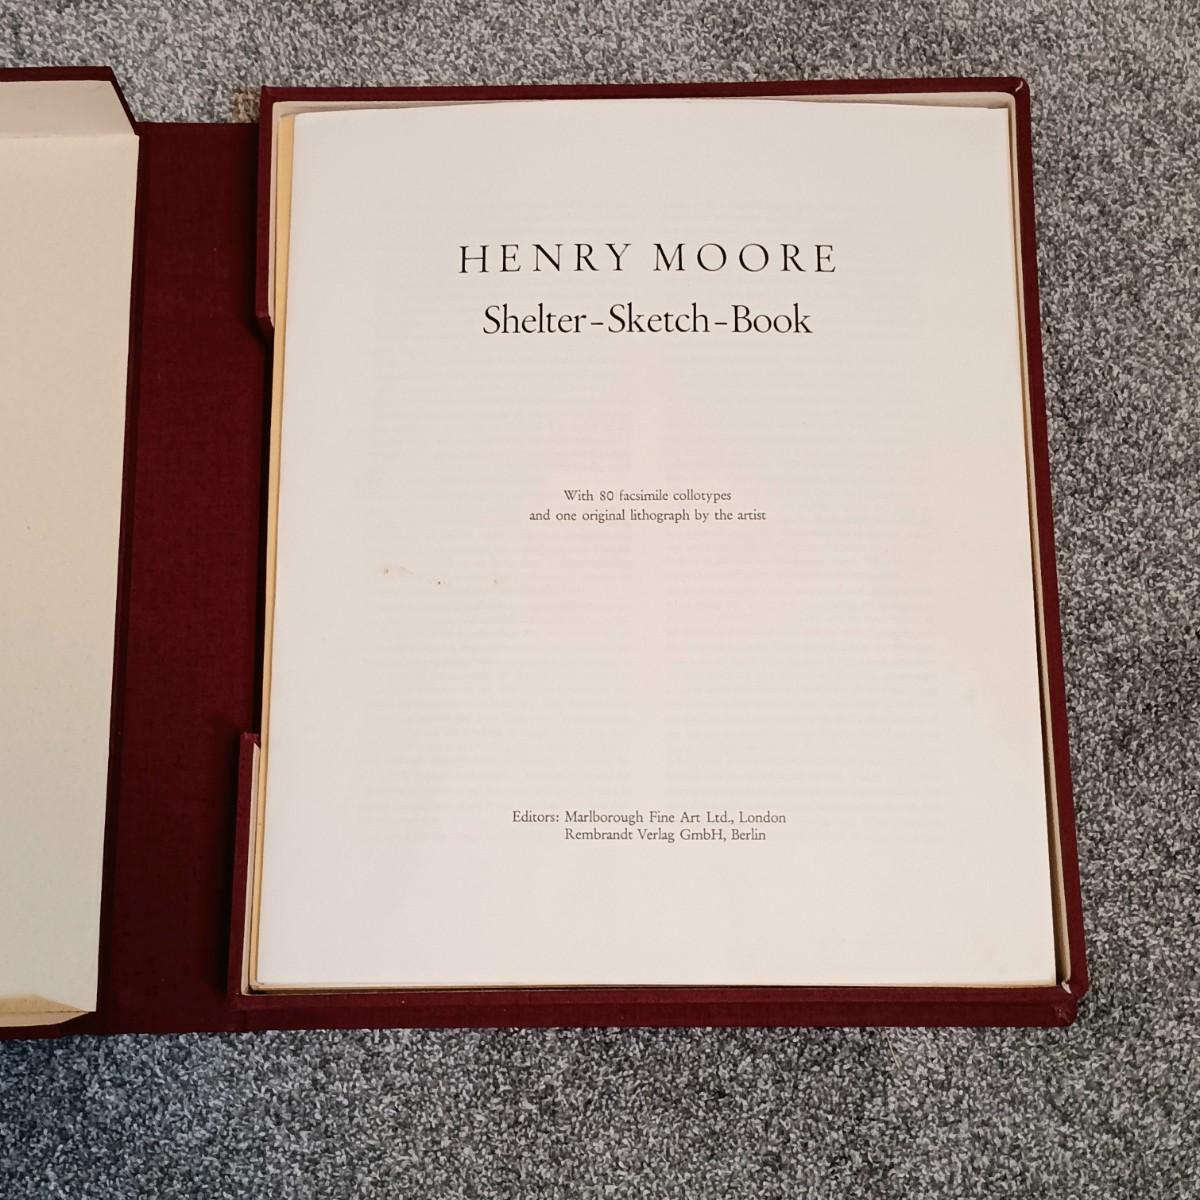 HENRY MOORE
Shelter-Sketch-Book
With 80 facsimile collotypes
and one original lithograph by the artist
Editors: Marlborough Fine Art Ltd., London
Rembrandt Verlag GmbH, Berlin